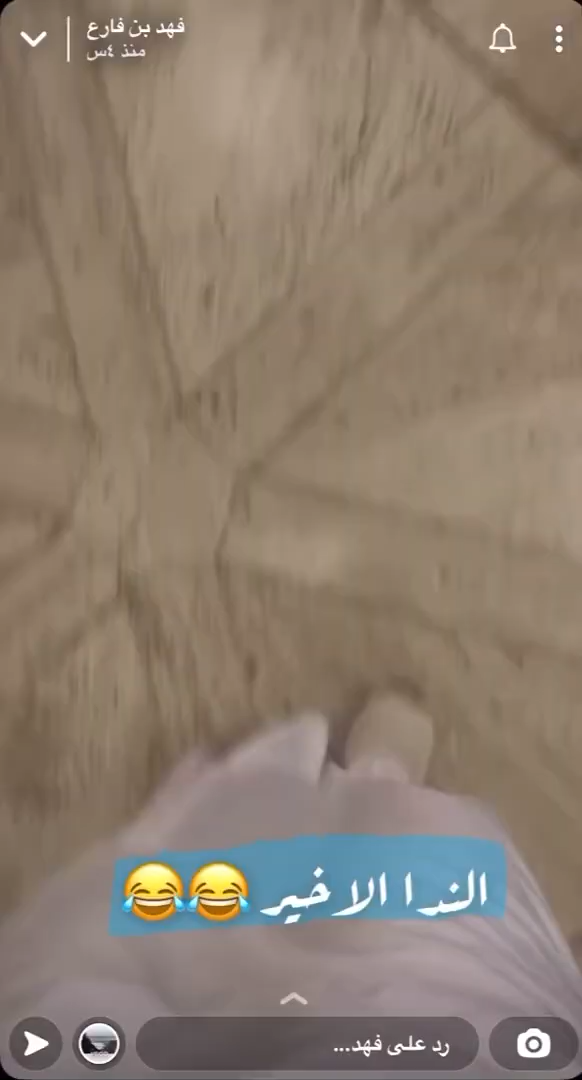 فهد بن فارع
منذ ٤س
الندا الاخير 😂😂
رد على فهد...